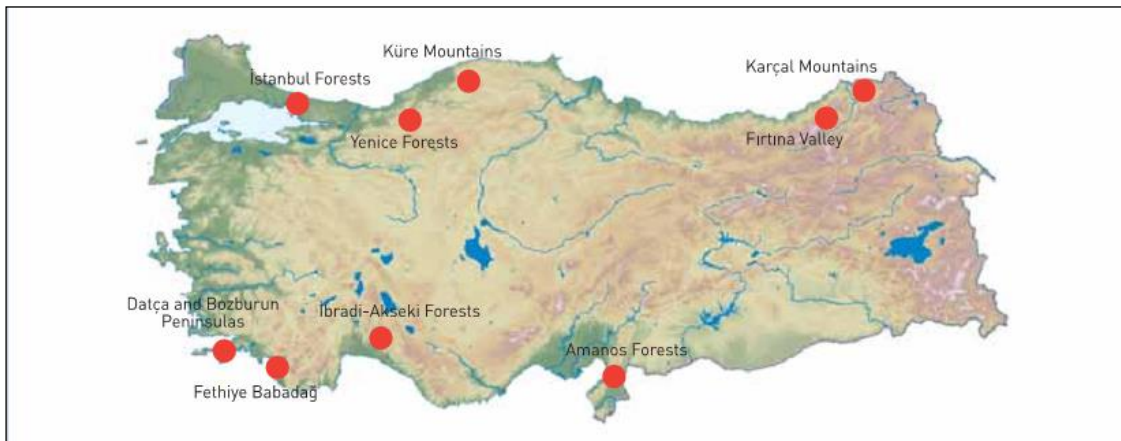 Küre Mountains
İstanbul Forests
Karçal Mountains
Yenice Forests
Fırtına Valley
Datça and Bozburun
Peninsulas
İbradi-Akseki Forests
Amanos Forests
Fethiye Babadağ